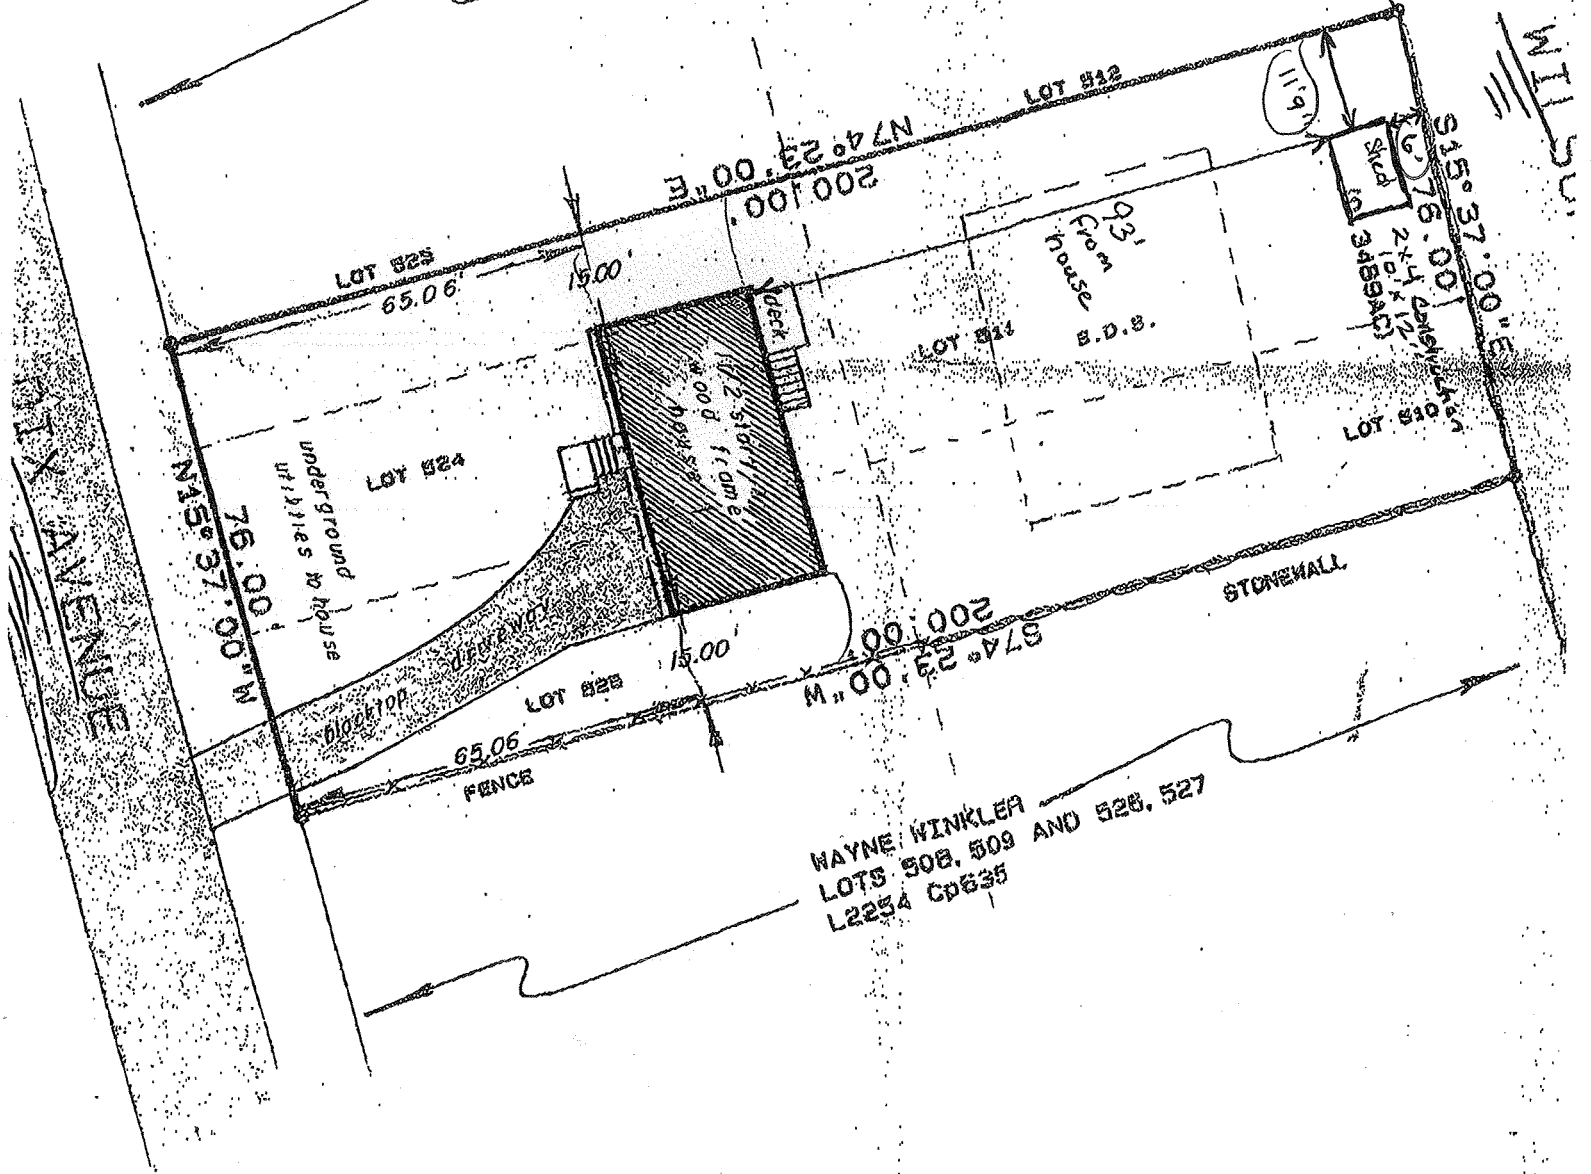 LOT 512
11'9"
N74° 23' 00" E
200.00'
Shed
6'
S15° 37' 00" E
76.00'
2x4 construction
10' x 12'
93'
from
house
S.D.S.
LOT 511
LOT 510
LOT 523
65.06'
15.00'
deck
1 1/2 story
wood frame
house
LOT 524
underground
utilities to house
76.00'
N15° 37' 00" W
AVENUE
blacktop driveway
LOT 525
15.00'
65.06
FENCE
200.00'
S74° 23' 00" W
STONEWALL
WAYNE WINKLER
LOTS 508, 509 AND 526, 527
L2254 Cp635